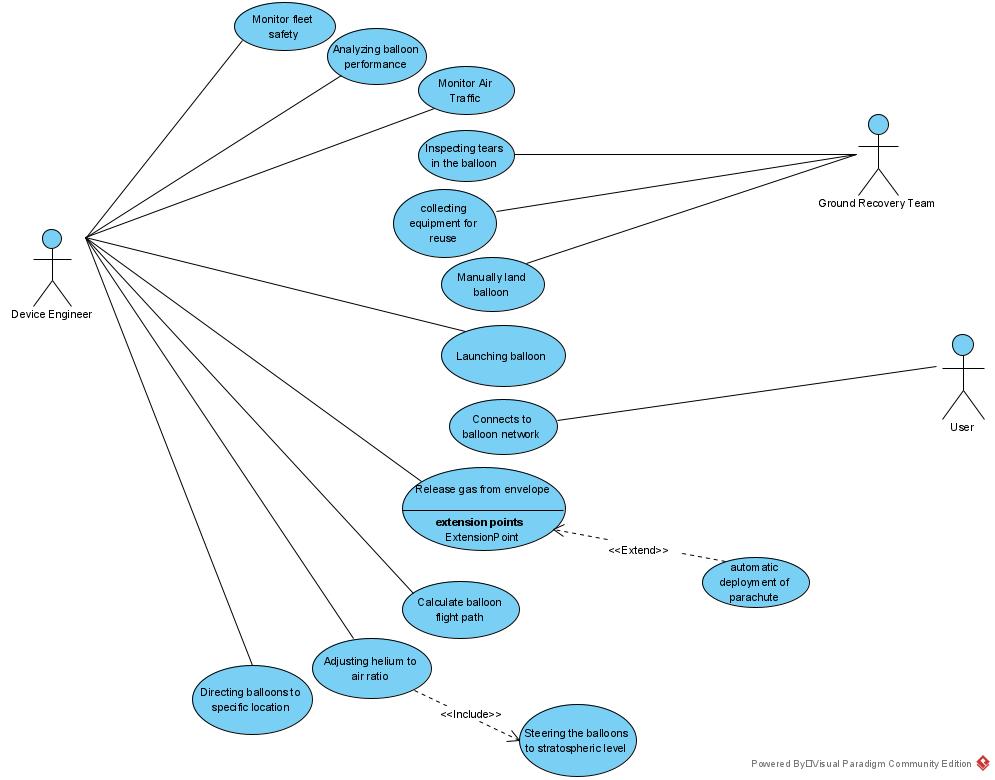 Monitor fleet
safety
Analyzing balloon
performance
Monitor Air
Traffic
Inspecting tears
in the balloon
Ground Recovery Team
collecting
equipment for
reuse
Manually land
balloon
Device Engineer
Launching balloon
Connects to
balloon network
User
Release gas from envelope
extension points
ExtensionPoint
<<Extend>>
automatic
deployment of
parachute
Calculate balloon
flight path
Adjusting helium to
air ratio
Directing balloons to
specific location
<<Include>>
Steering the balloons
to stratospheric level
Powered By□Visual Paradigm Community Edition